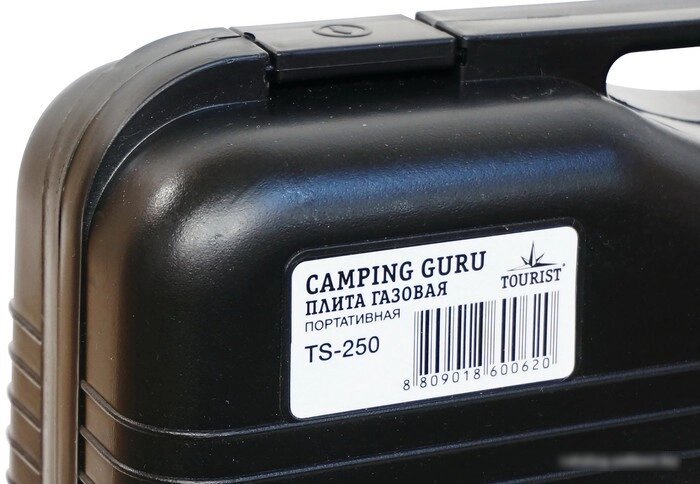 CAMPING GURU
ПЛИТА ГАЗОВАЯ
ПОРТАТИВНАЯ
TS-250
TOURIST®
8 809018 600620